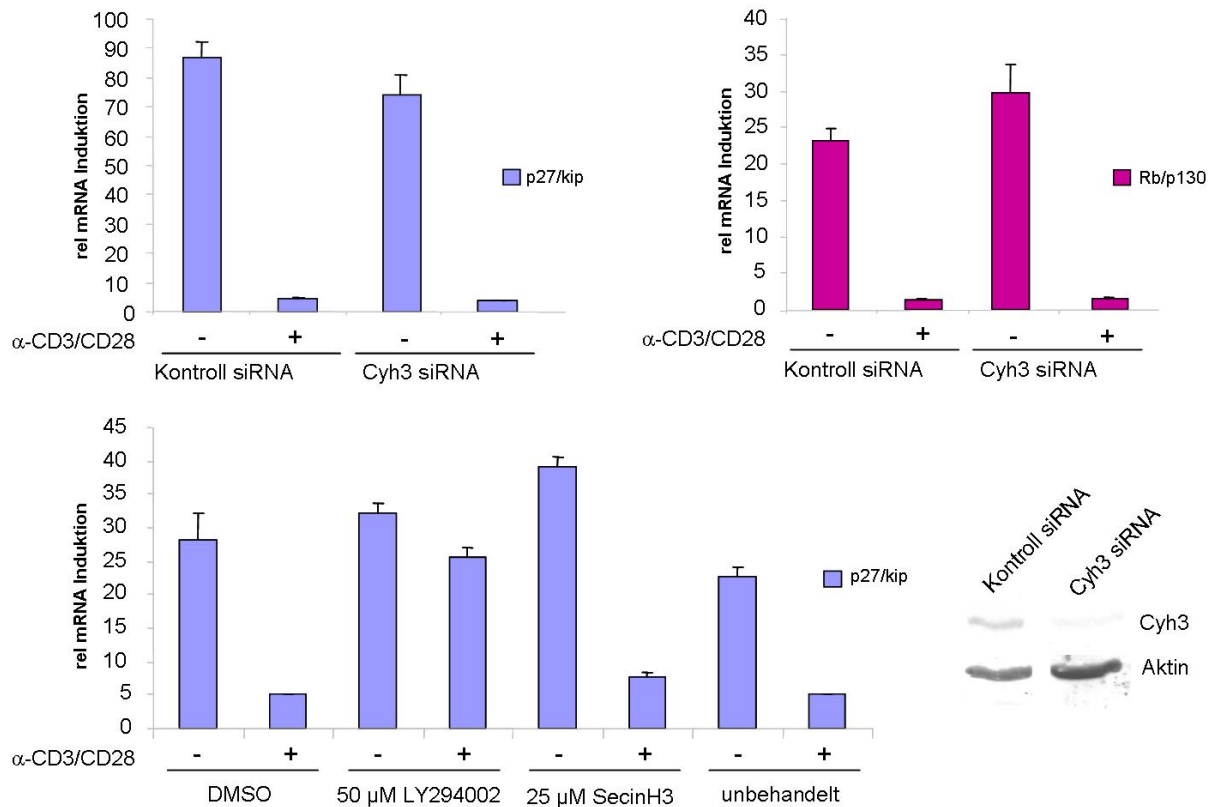 rel mRNA Induktion
100
90
80
70
60
50
40
30
20
10
0
p27/kip
α-CD3/CD28
- + - +
Kontroll siRNA Cyh3 siRNA
rel mRNA Induktion
40
35
30
25
20
15
10
5
0
Rb/p130
α-CD3/CD28
- + - +
Kontroll siRNA Cyh3 siRNA
rel mRNA Induktion
45
40
35
30
25
20
15
10
5
0
p27/kip
α-CD3/CD28
- + - + - + - +
DMSO 50 µM LY294002 25 µM SecinH3 unbehandelt
Kontroll siRNA
Cyh3 siRNA
Cyh3
Aktin